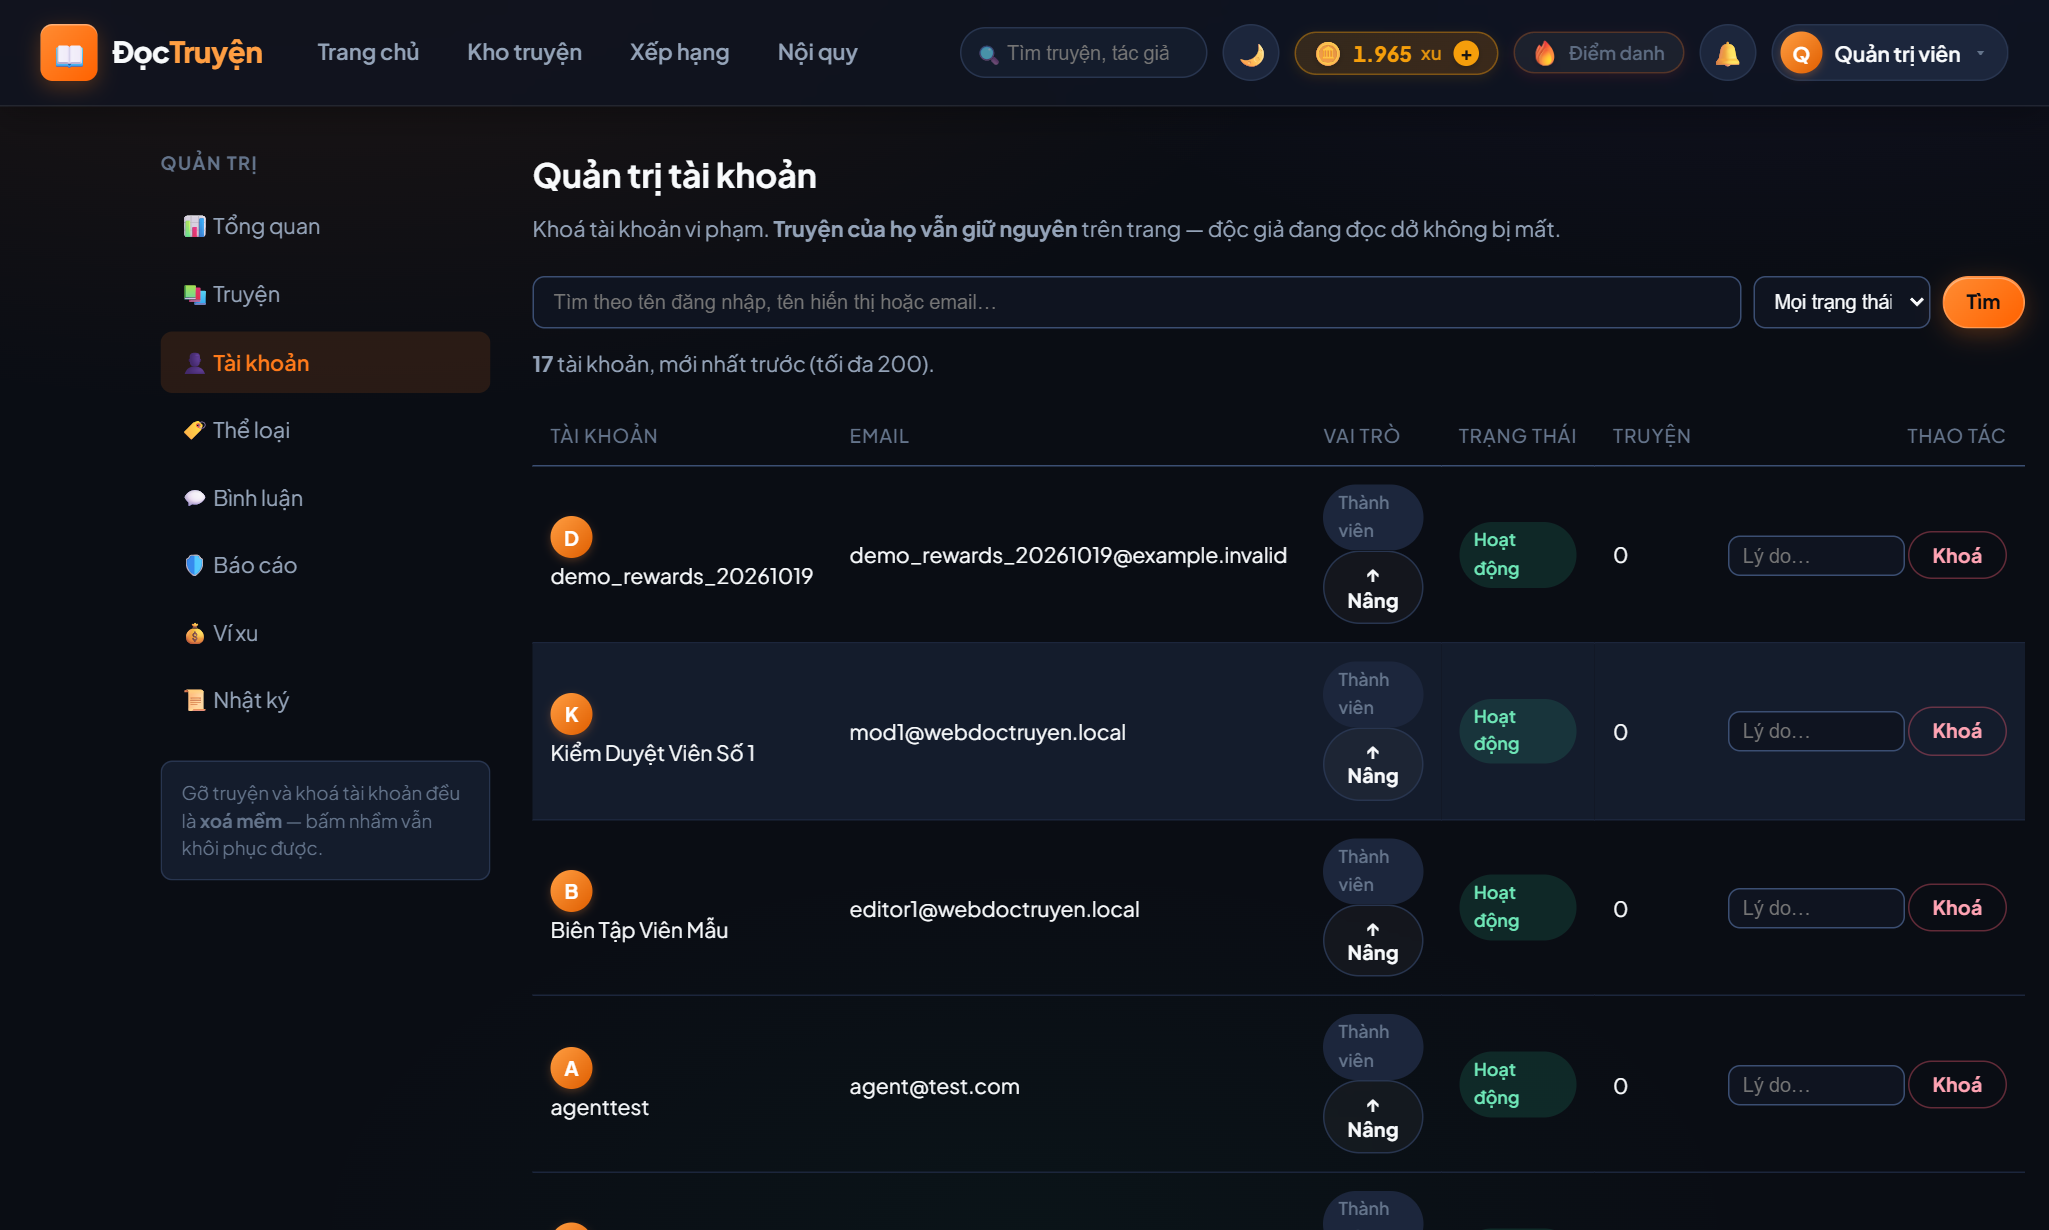 ĐọcTruyện
Trang chủ
Kho truyện
Xếp hạng
Nội quy
Tìm truyện, tác giả
1.965 xu +
Điểm danh
Q
Quản trị viên
QUẢN TRỊ
Tổng quan
Truyện
Tài khoản
Thể loại
Bình luận
Báo cáo
Ví xu
Nhật ký
Gỡ truyện và khoá tài khoản đều
là xoá mềm — bấm nhầm vẫn
khôi phục được.
Quản trị tài khoản
Khoá tài khoản vi phạm. Truyện của họ vẫn giữ nguyên trên trang — độc giả đang đọc dở không bị mất.
Tìm theo tên đăng nhập, tên hiển thị hoặc email...
Mọi trạng thái
Tìm
17 tài khoản, mới nhất trước (tối đa 200).
TÀI KHOẢN
EMAIL
VAI TRÒ
TRẠNG THÁI
TRUYỆN
THAO TÁC
D
demo_rewards_20261019
demo_rewards_20261019@example.invalid
Thành
viên
↑
Nâng
Hoạt
động
0
Lý do...
Khoá
K
Kiểm Duyệt Viên Số 1
mod1@webdoctruyen.local
Thành
viên
↑
Nâng
Hoạt
động
0
Lý do...
Khoá
B
Biên Tập Viên Mẫu
editor1@webdoctruyen.local
Thành
viên
↑
Nâng
Hoạt
động
0
Lý do...
Khoá
A
agenttest
agent@test.com
Thành
viên
↑
Nâng
Hoạt
động
0
Lý do...
Khoá
Thành